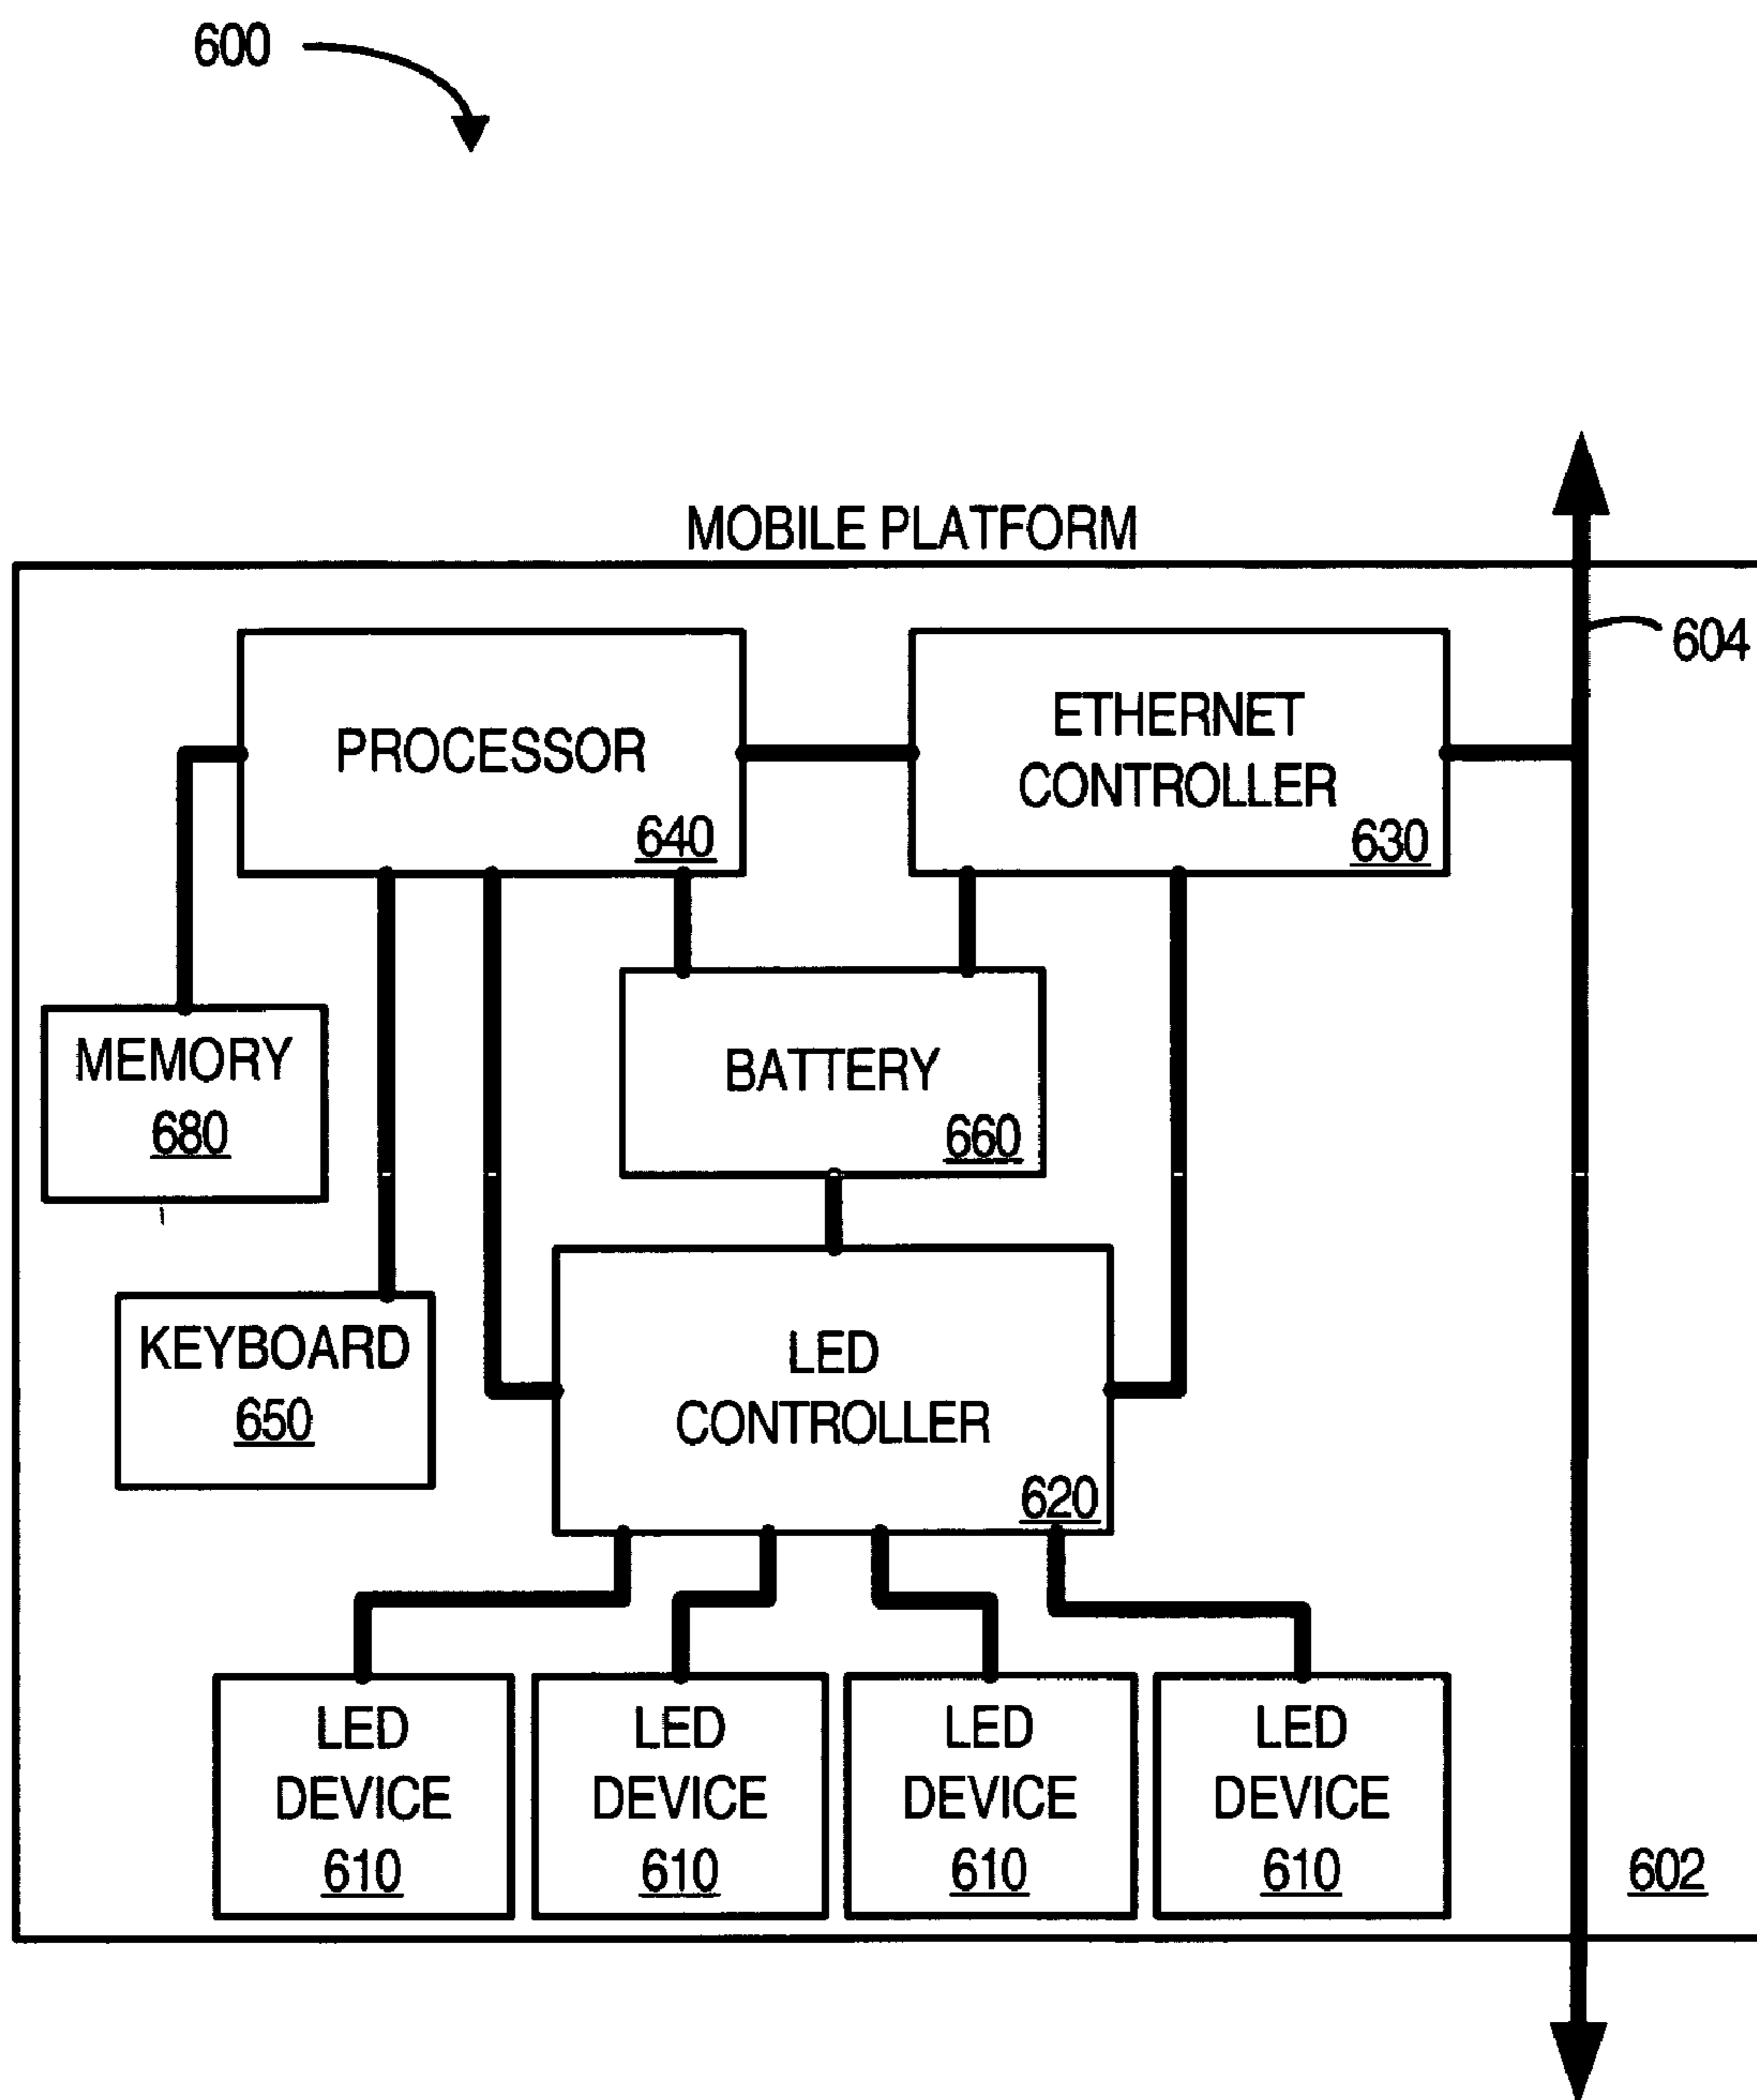 600
MOBILE PLATFORM
604
PROCESSOR
640
ETHERNET
CONTROLLER
630
MEMORY
680
BATTERY
660
KEYBOARD
650
LED
CONTROLLER
620
LED
DEVICE
610
LED
DEVICE
610
LED
DEVICE
610
LED
DEVICE
610
602